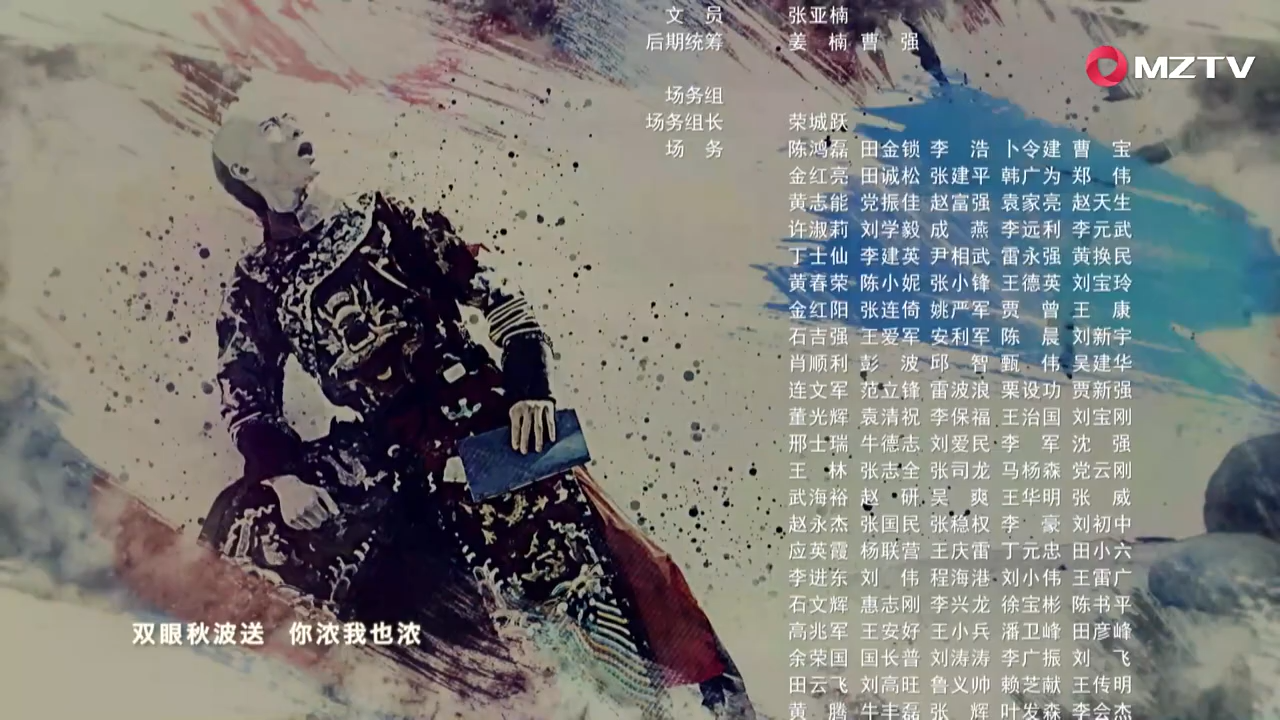 文 员 张亚楠
后期统筹 姜 楠 曹 强
MZTV
场务组
场务组长 荣城跃
场 务 陈鸿磊 田金锁 李 浩 卜令建 曹 宝
金红亮 田诚松 张建平 韩广为 郑 伟
黄志能 党振佳 赵富强 袁家亮 赵天生
许淑莉 刘学毅 成 燕 李远利 李元武
丁士仙 李建英 尹相武 雷永强 黄换民
黄春荣 陈小妮 张小锋 王德英 刘宝玲
金红阳 张连倚 姚严军 贾 曾 王 康
石吉强 王爱军 安利军 陈 晨 刘新宇
肖顺利 彭 波 邱 智 甄 伟 吴建华
连文军 范立锋 雷波浪 栗设功 贾新强
董光辉 袁清祝 李保福 王治国 刘宝刚
邢士瑞 牛德志 刘爱民 李 军 沈 强
王 林 张志全 张司龙 马杨森 党云刚
武海裕 赵 研 吴 爽 王华明 张 威
赵永杰 张国民 张稳权 李 豪 刘初中
应英霞 杨联营 王庆雷 丁元忠 田小六
李进东 刘 伟 程海港 刘小伟 王雷广
石文辉 惠志刚 李兴龙 徐宝彬 陈书平
高兆军 王安好 王小兵 潘卫峰 田彦峰
余荣国 国长普 刘涛涛 李广振 刘 飞
田云飞 刘高旺 鲁义帅 赖芝献 王传明
黄 腾 牛丰磊 张 辉 叶发森 李会杰
双眼秋波送 你浓我也浓